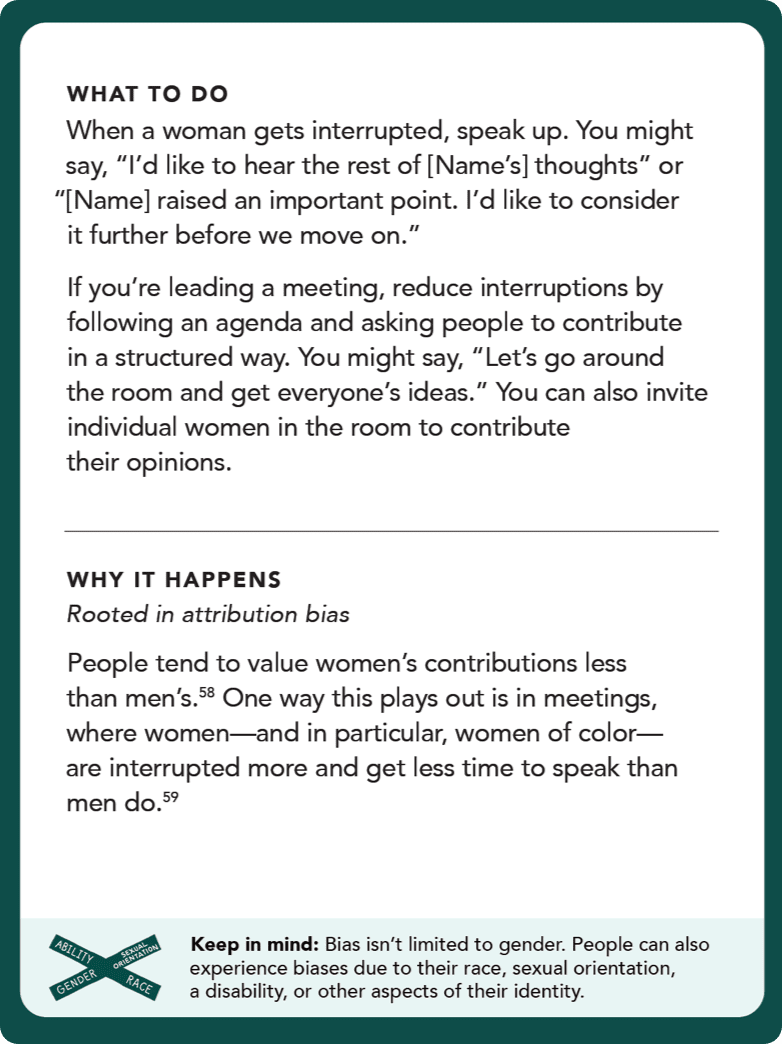 WHAT TO DO
When a woman gets interrupted, speak up. You might
say, “I’d like to hear the rest of [Name’s] thoughts” or
“[Name] raised an important point. I’d like to consider
it further before we move on.”
If you’re leading a meeting, reduce interruptions by
following an agenda and asking people to contribute
in a structured way. You might say, “Let’s go around
the room and get everyone’s ideas.” You can also invite
individual women in the room to contribute
their opinions.
WHY IT HAPPENS
Rooted in attribution bias
People tend to value women’s contributions less
than men’s.58 One way this plays out is in meetings,
where women—and in particular, women of color—
are interrupted more and get less time to speak than
men do.59
ABILITY
SEXUAL
ORIENTATION
GENDER
RACE
Keep in mind: Bias isn’t limited to gender. People can also
experience biases due to their race, sexual orientation,
a disability, or other aspects of their identity.